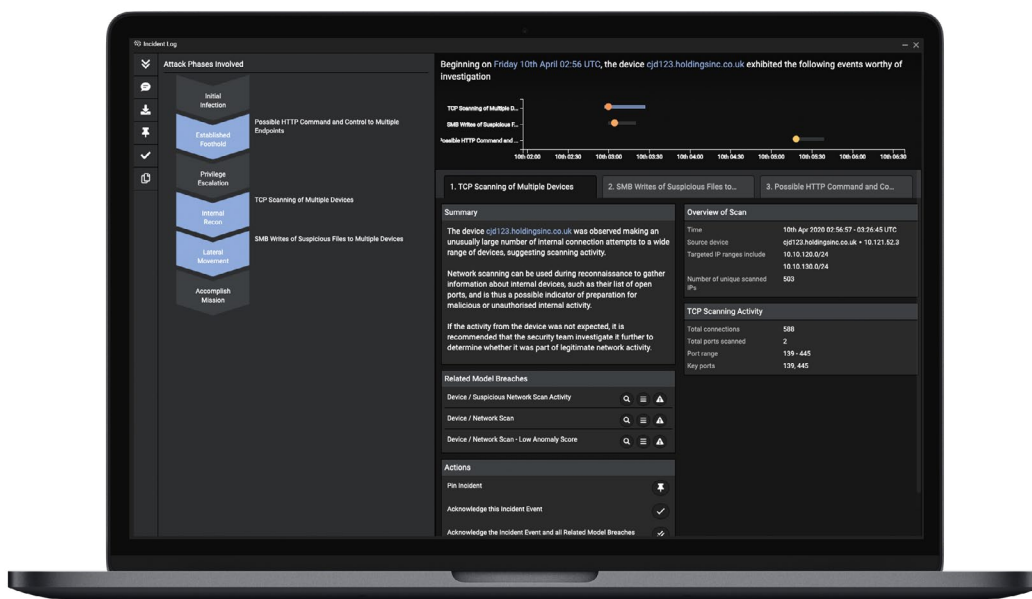 Incident Log
Attack Phases Involved
Initial
Infection
Possible HTTP Command and Control to Multiple
Endpoints
Established
Foothold
Privilege
Escalation
TCP Scanning of Multiple Devices
Internal
Recon
SMB Writes of Suspicious Files to Multiple Devices
Lateral
Movement
Accomplish
Mission
Beginning on Friday 10th April 02:56 UTC, the device cjd123.holdingsinc.co.uk exhibited the following events worthy of
investigation
TCP Scanning of Multiple D...
SMB Writes of Suspicious F...
Possible HTTP Command and ...
10th 02:00 10th 02:30 10th 03:00 10th 03:30 10th 04:00 10th 04:30 10th 05:00 10th 05:30 10th 06:00 10th 06:30
1. TCP Scanning of Multiple Devices
2. SMB Writes of Suspicious Files to...
3. Possible HTTP Command and Co...
Summary
The device cjd123.holdingsinc.co.uk was observed making an
unusually large number of internal connection attempts to a wide
range of devices, suggesting scanning activity.
Network scanning can be used during reconnaissance to gather
information about internal devices, such as their list of open
ports, and is thus a possible indicator of preparation for
malicious or unauthorised internal activity.
If the activity from the device was not expected, it is
recommended that the security team investigate it further to
determine whether it was part of legitimate network activity.
Related Model Breaches
Device / Suspicious Network Scan Activity
Device / Network Scan
Device / Network Scan - Low Anomaly Score
Actions
Pin Incident
Acknowledge this Incident Event
Acknowledge the Incident Event and all Related Model Breaches
Overview of Scan
Time 10th Apr 2020 02:56:57 - 03:26:45 UTC
Source device cjd123.holdingsinc.co.uk • 10.121.52.3
Targeted IP ranges include 10.10.120.0/24
10.10.130.0/24
Number of unique scanned 503
IPs
TCP Scanning Activity
Total connections 588
Total ports scanned 2
Port range 139 - 445
Key ports 139, 445